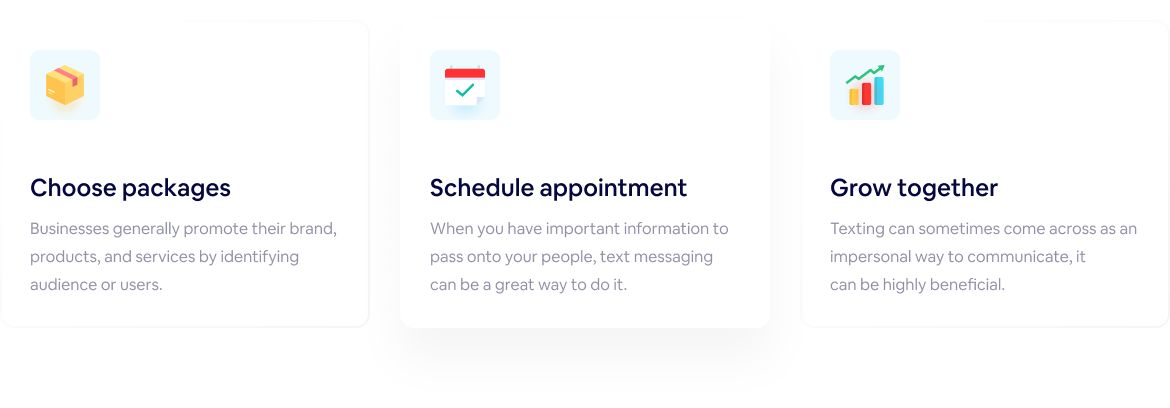 Choose packages
Businesses generally promote their brand,
products, and services by identifying
audience or users.
Schedule appointment
When you have important information to
pass onto your people, text messaging
can be a great way to do it.
Grow together
Texting can sometimes come across as an
impersonal way to communicate, it
can be highly beneficial.